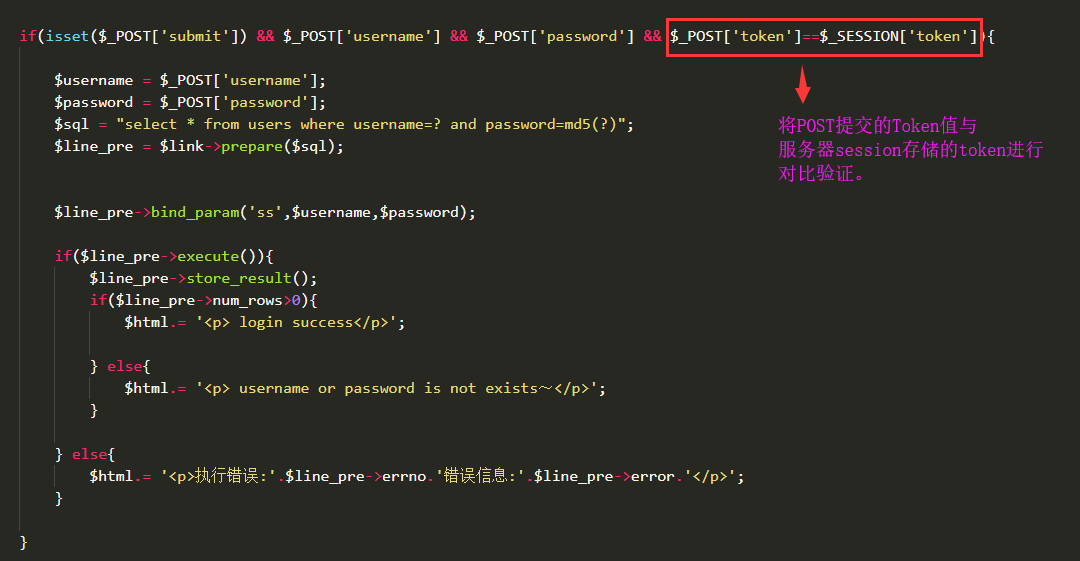 if(isset($_POST['submit']) && $_POST['username'] && $_POST['password'] && $_POST['token']==$_SESSION['token']){
$username = $_POST['username'];
$password = $_POST['password'];
$sql = "select * from users where username=? and password=md5(?)";
$line_pre = $link->prepare($sql);
将POST提交的Token值与
服务器session存储的token进行
对比验证。
$line_pre->bind_param('ss',$username,$password);
if($line_pre->execute()){
$line_pre->store_result();
if($line_pre->num_rows>0){
$html.= '<p> login success</p>';
} else{
$html.= '<p> username or password is not exists～</p>';
}
} else{
$html.= '<p>执行错误:'.$line_pre->errno.'错误信息:'.$line_pre->error.'</p>';
}
}